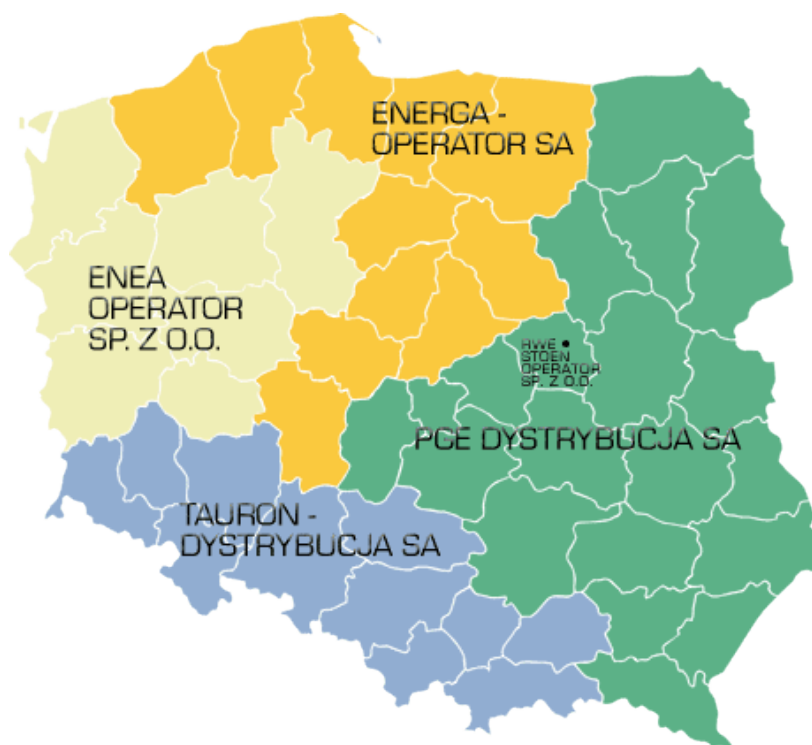 ENERGA -
OPERATOR SA
ENEA
OPERATOR
SP. Z O.O.
RWE
STOEN
OPERATOR
SP. Z O.O.
PGE DYSTRYBUCJA SA
TAURON -
DYSTRYBUCJA SA